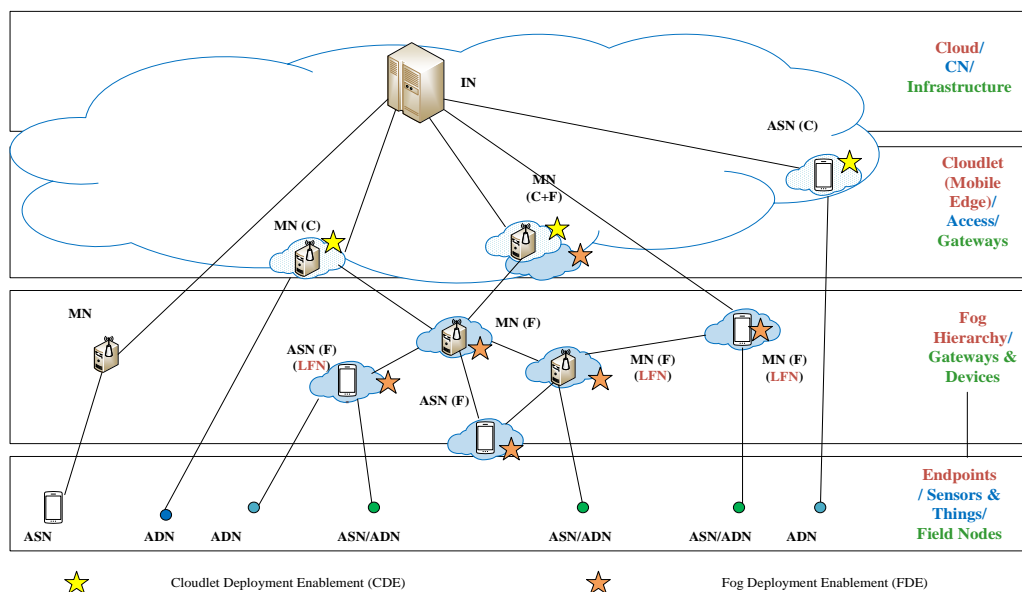 IN
Cloud/
CN/
Infrastructure
ASN (C)
MN
(C+F)
Cloudlet
(Mobile
Edge)/
Access/
Gateways
MN (C)
MN
MN (F)
ASN (F)
(LFN)
MN (F)
(LFN)
MN (F)
(LFN)
Fog
Hierarchy/
Gateways &
Devices
ASN (F)
Endpoints
/ Sensors &
Things/
Field Nodes
ASN
ADN
ADN
ASN/ADN
ASN/ADN
ASN/ADN
ADN
Cloudlet Deployment Enablement (CDE)
Fog Deployment Enablement (FDE)